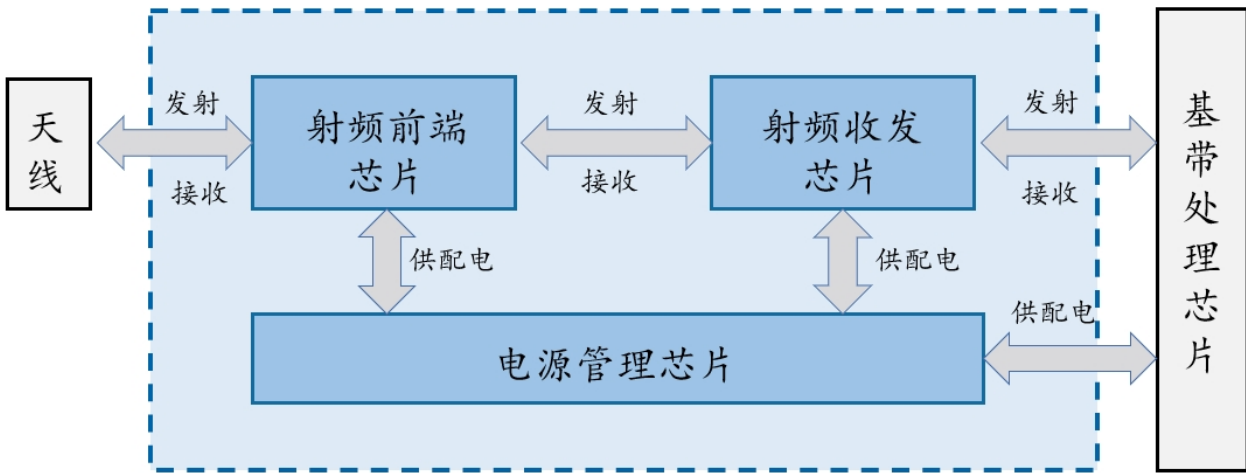 天线
发射
接收
射频前端
芯片
发射
接收
射频收发
芯片
发射
接收
基带处理芯片
供配电
供配电
供配电
电源管理芯片